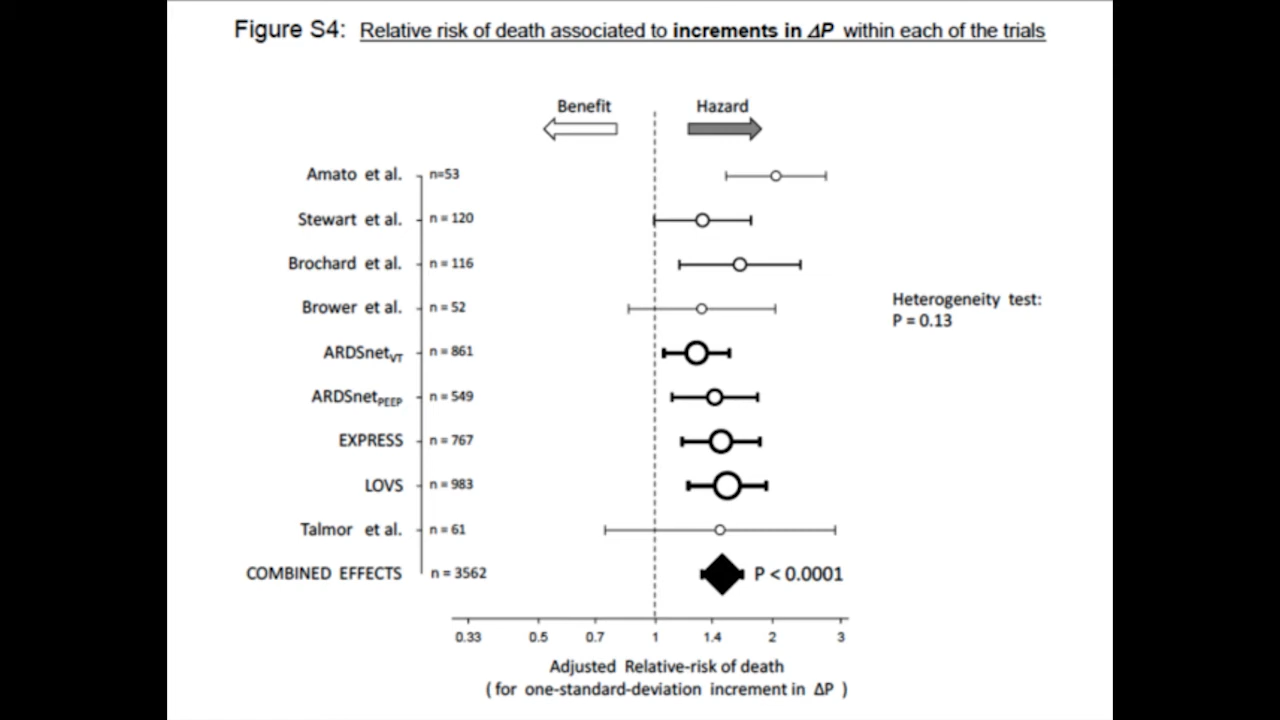 Figure S4: Relative risk of death associated to increments in ΔP within each of the trials
Benefit
Hazard
Amato et al. n=53
Stewart et al. n = 120
Brochard et al. n = 116
Brower et al. n = 52
Heterogeneity test:
P = 0.13
ARDSnetVT n = 861
ARDSnetPEEP n = 549
EXPRESS n = 767
LOVS n = 983
Talmor et al. n = 61
COMBINED EFFECTS n = 3562 P < 0.0001
0.33 0.5 0.7 1 1.4 2 3
Adjusted Relative-risk of death
( for one-standard-deviation increment in ΔP )